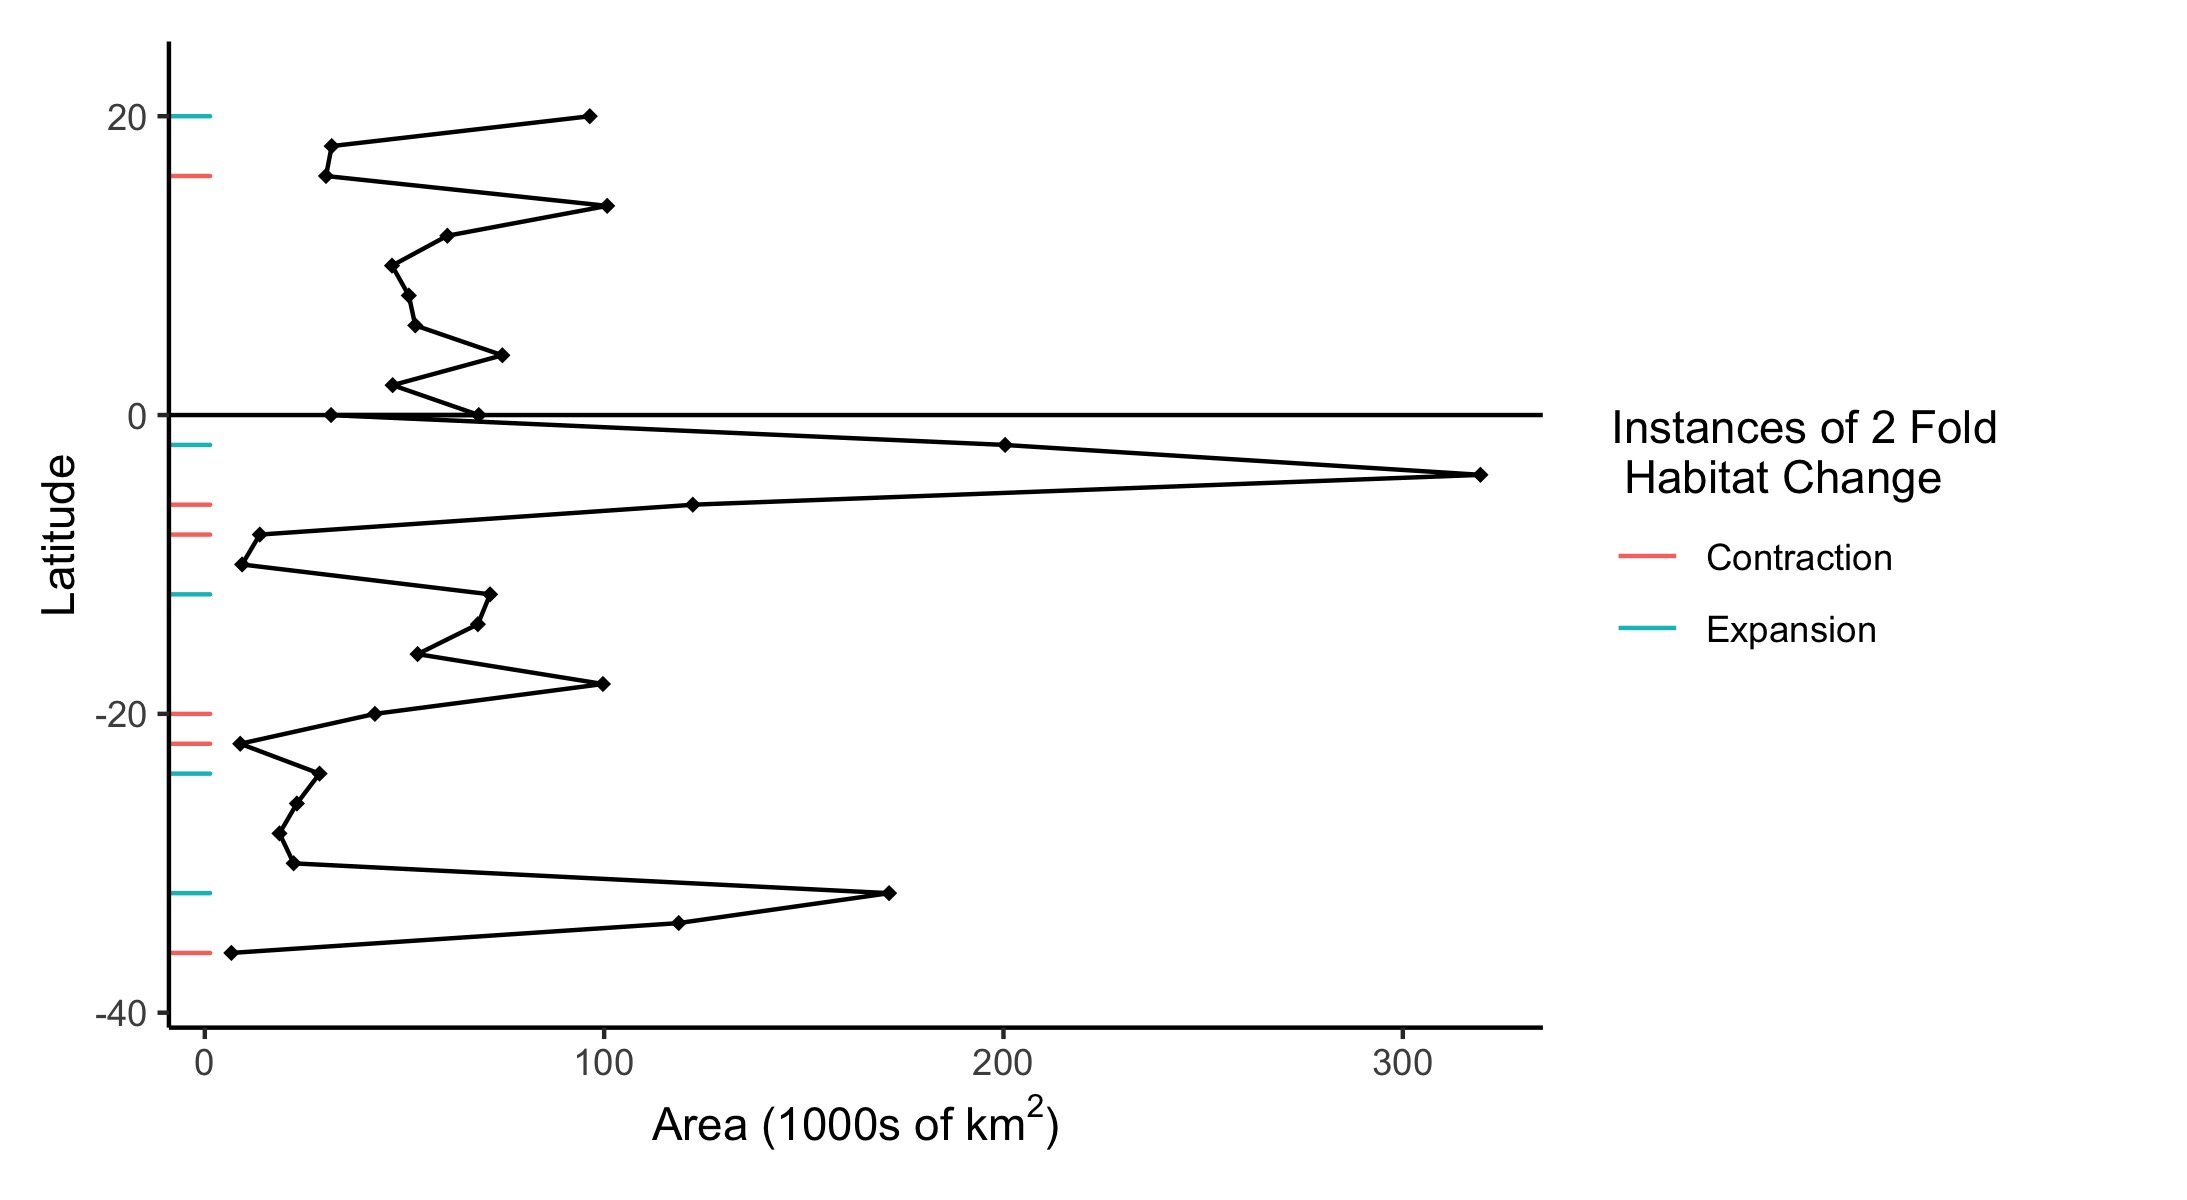 20
0
-20
-40
Latitude
0 100 200 300
Area (1000s of km²)
Instances of 2 Fold
Habitat Change
Contraction
Expansion